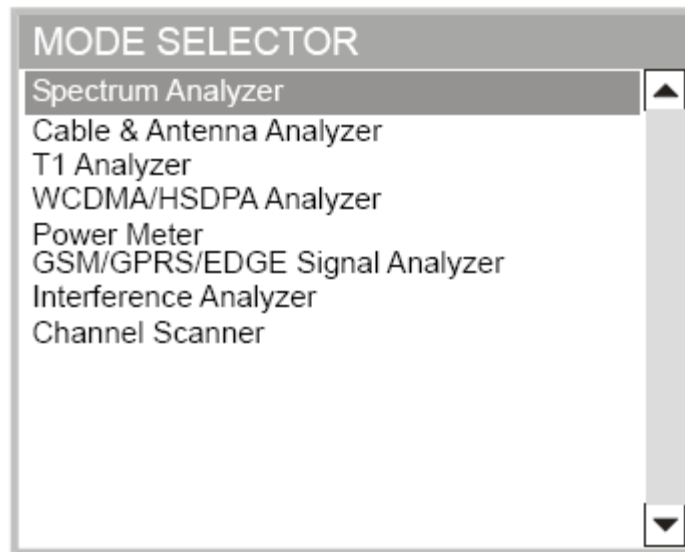 MODE SELECTOR
Spectrum Analyzer
Cable & Antenna Analyzer
T1 Analyzer
WCDMA/HSDPA Analyzer
Power Meter
GSM/GPRS/EDGE Signal Analyzer
Interference Analyzer
Channel Scanner